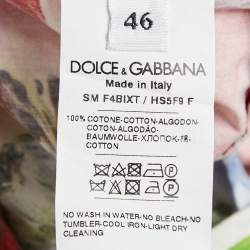 46
DOLCE & GABBANA
Made in Italy
SM F4BIXT / HS5F9 F
100% COTONE-COTTON-ALGODON-
COTON-ALGODÃO-
BAUMWOLLE-ХЛОПОК-棉-
COTTON
NO WASH IN WATER-NO BLEACH-NO
TUMBLER-COOL IRON-LIGHT DRY
CLEANING